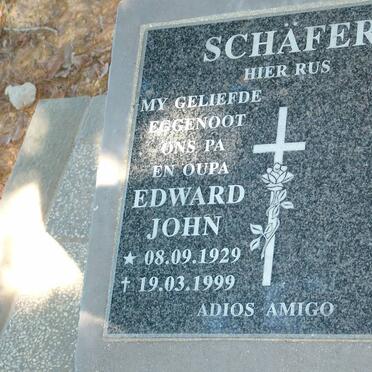 SCHÄFER
HIER RUS
MY GELIEFDE
EGGENOOT
ONS PA
EN OUPA
EDWARD
JOHN
★ 08.09.1929
† 19.03.1999
ADIOS AMIGO